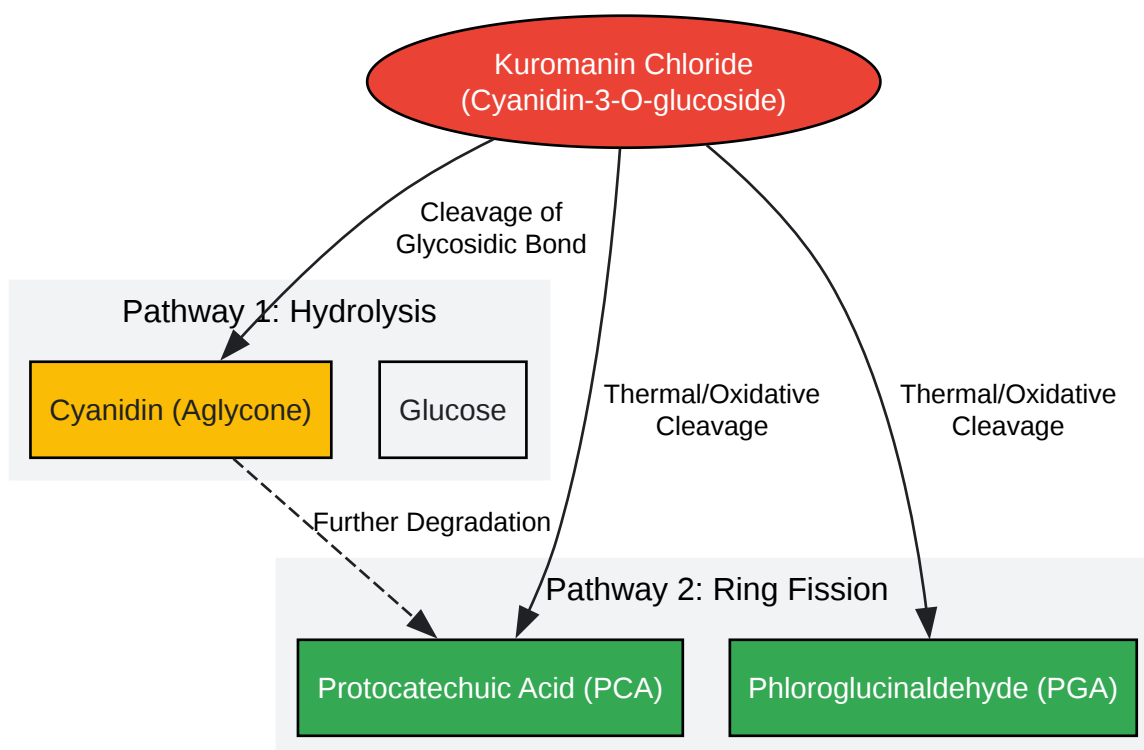 Kuromanin Chloride
(Cyanidin-3-O-glucoside)
Cleavage of
Glycosidic Bond
Pathway 1: Hydrolysis
Cyanidin (Aglycone)
Glucose
Thermal/Oxidative
Cleavage
Thermal/Oxidative
Cleavage
Further Degradation
Pathway 2: Ring Fission
Protocatechuic Acid (PCA)
Phloroglucinaldehyde (PGA)